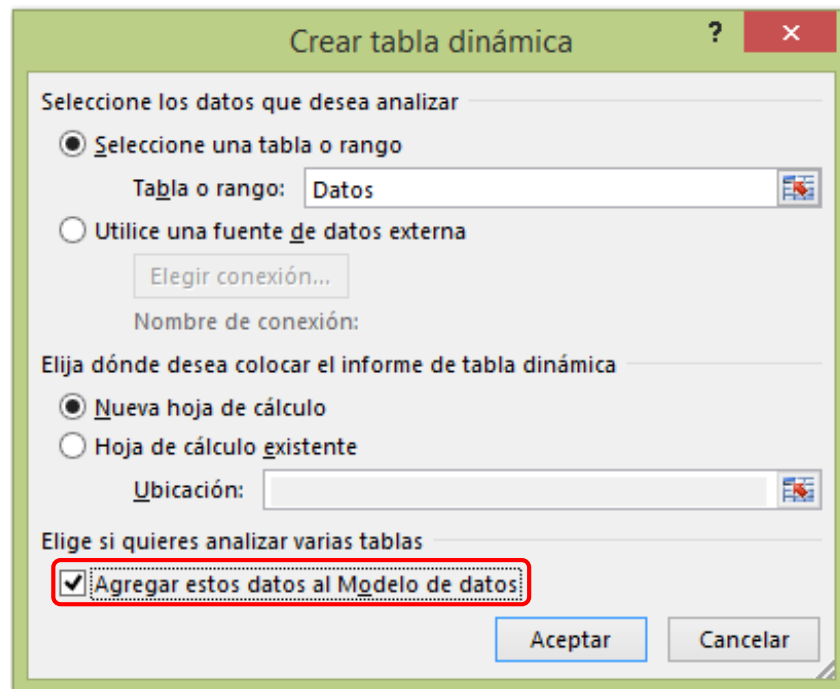 Crear tabla dinámica
?
Seleccione los datos que desea analizar
Seleccione una tabla o rango
Tabla o rango: Datos
Utilice una fuente de datos externa
Elegir conexión...
Nombre de conexión:
Elija dónde desea colocar el informe de tabla dinámica
Nueva hoja de cálculo
Hoja de cálculo existente
Ubicación:
Elige si quieres analizar varias tablas
Agregar estos datos al Modelo de datos
Aceptar Cancelar